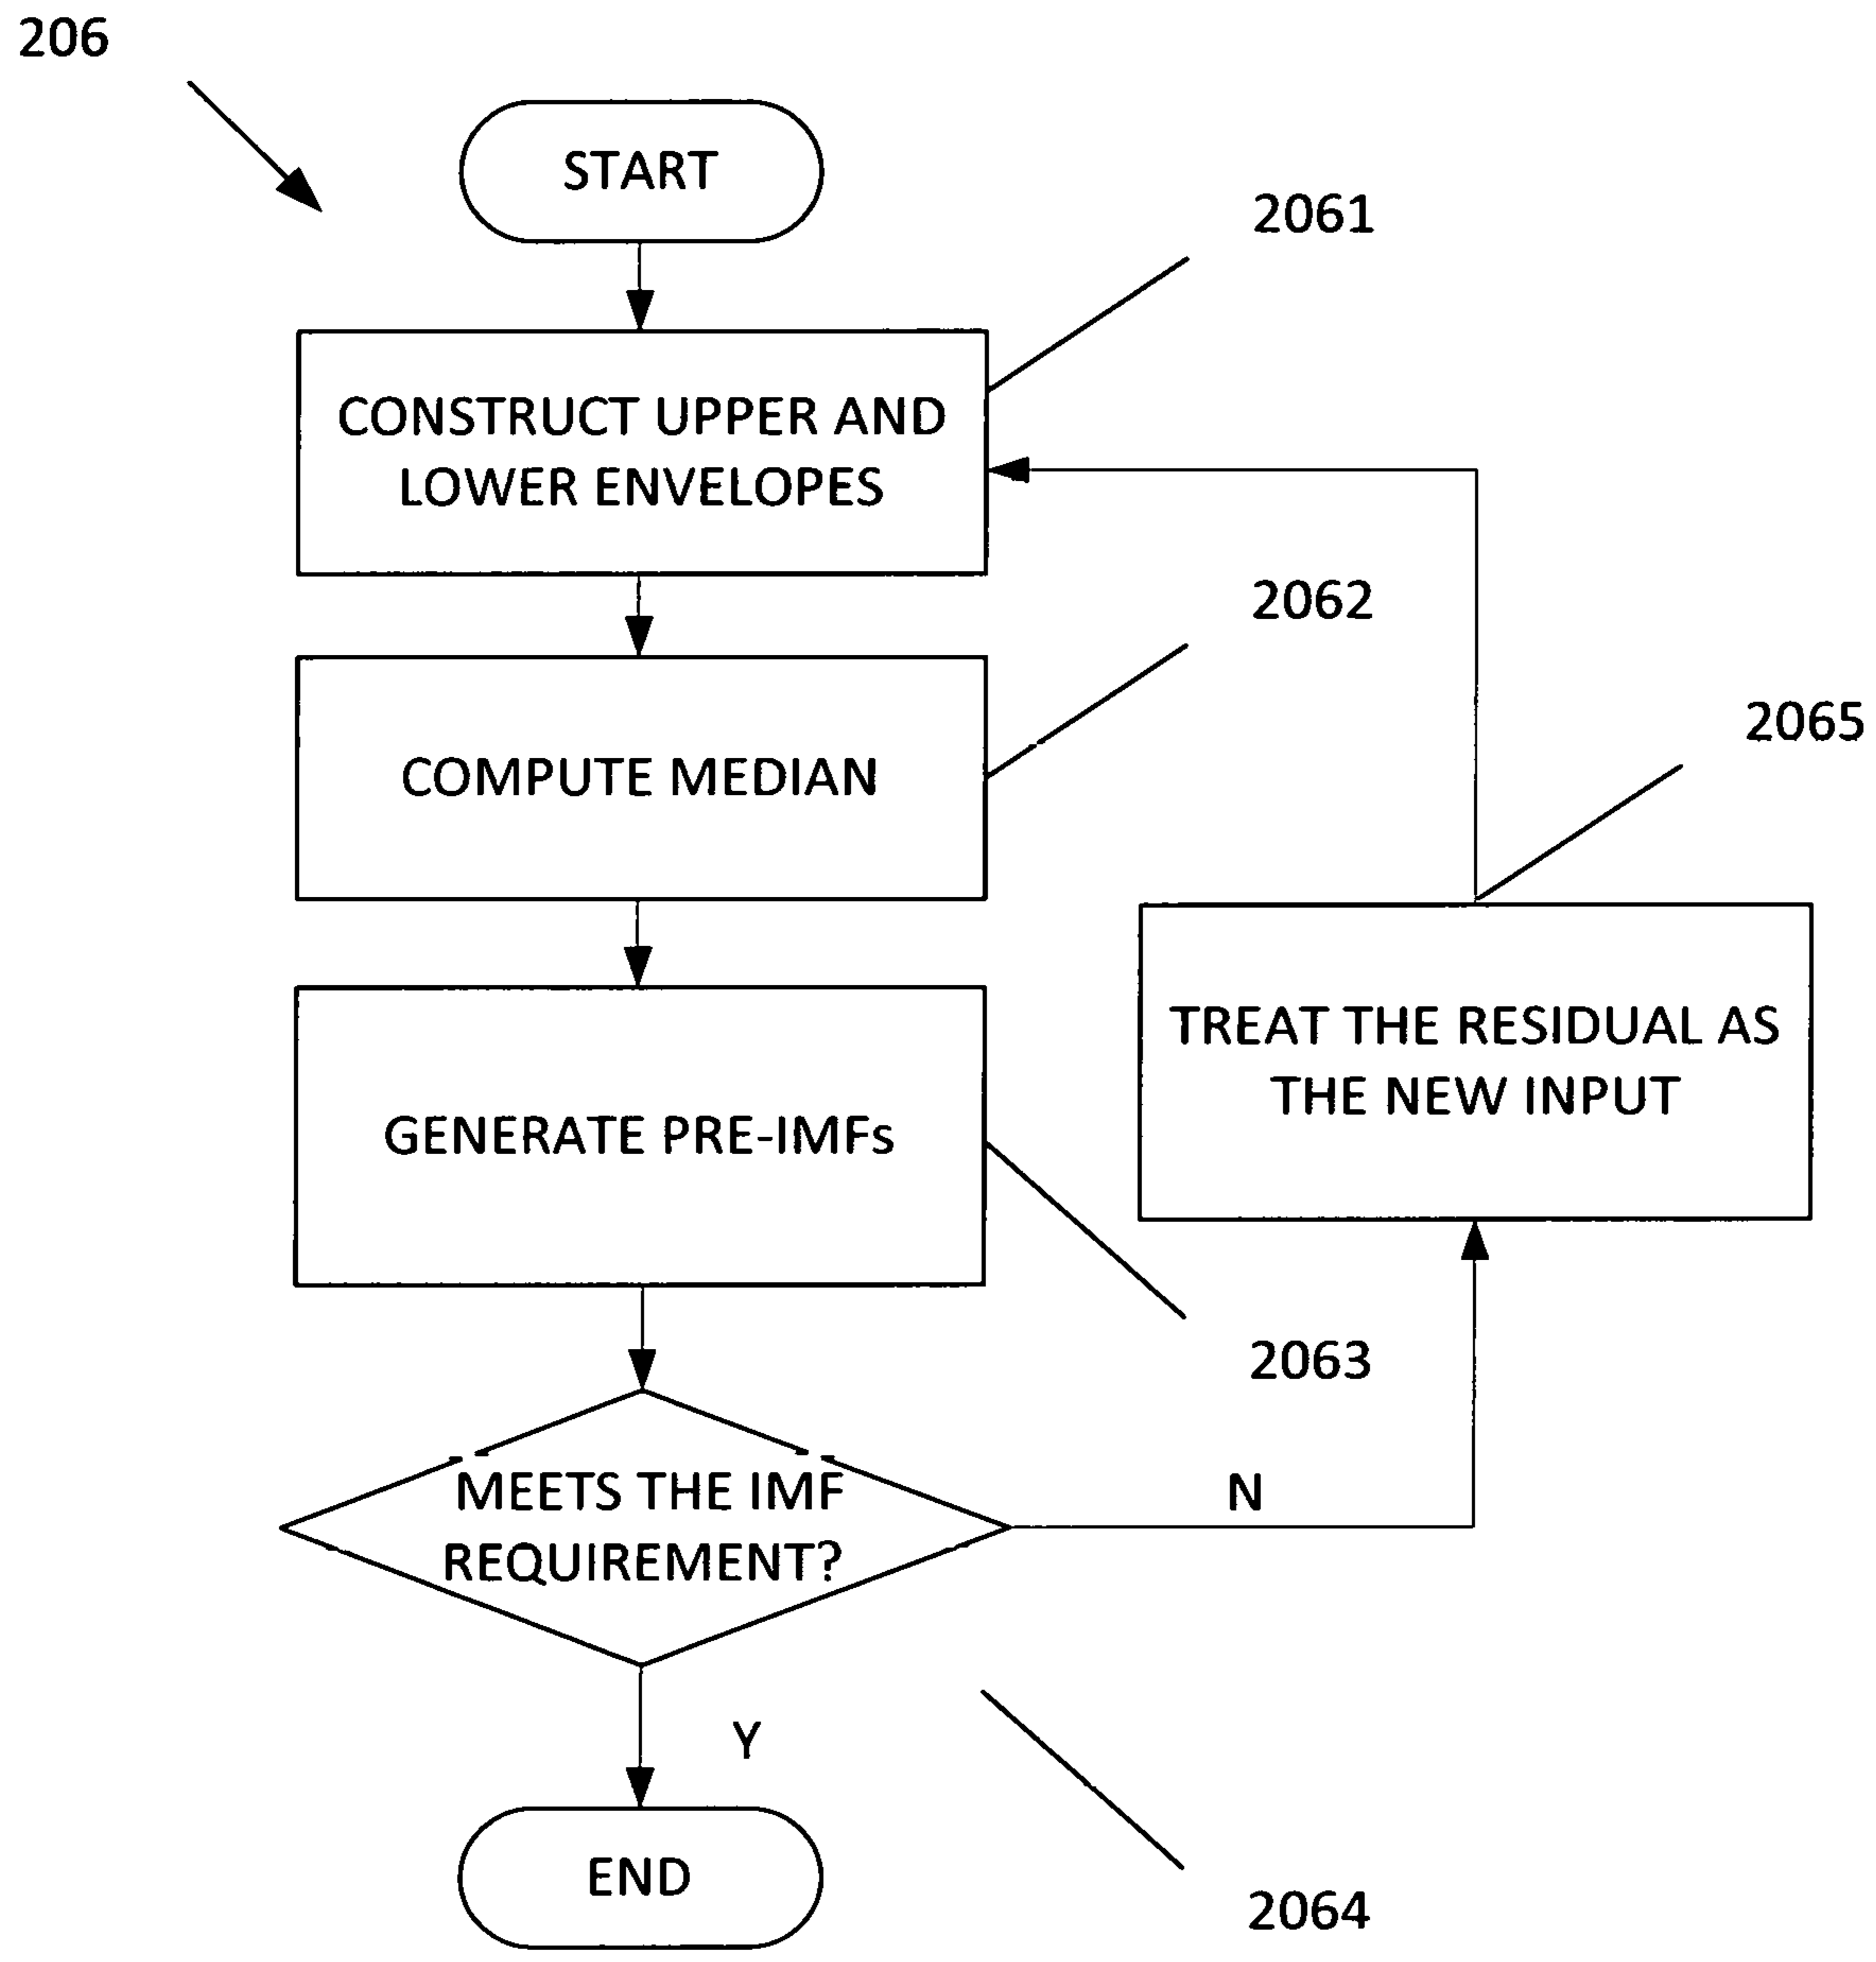 206
START
2061
CONSTRUCT UPPER AND
LOWER ENVELOPES
2062
COMPUTE MEDIAN
2065
TREAT THE RESIDUAL AS
THE NEW INPUT
GENERATE PRE-IMFs
2063
MEETS THE IMF
REQUIREMENT?
N
Y
END
2064